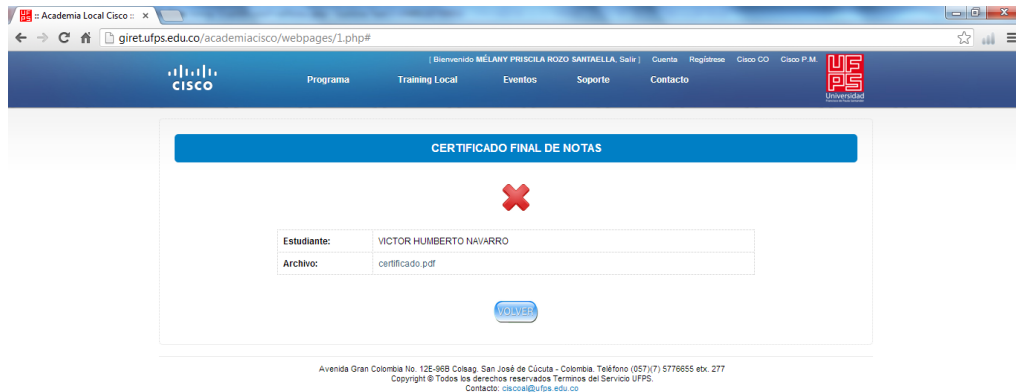 :: Academia Local Cisco ::
giret.ufps.edu.co/academiacisco/webpages/1.php#
[ Bienvenido MÉLANY PRISCILA ROZO SANTAELLA, Salir ] Cuenta Regístrese Cisco CO Cisco P.M.
CISCO
Programa Training Local Eventos Soporte Contacto
UFPS
Universidad
CERTIFICADO FINAL DE NOTAS
Estudiante: VICTOR HUMBERTO NAVARRO
Archivo: certificado.pdf
VOLVER
Avenida Gran Colombia No. 12E-96B Colsag. San José de Cúcuta - Colombia. Teléfono (057)(7) 5776655 etx. 277
Copyright © Todos los derechos reservados Terminos del Servicio UFPS.
Contacto: ciscoal@ufps.edu.co